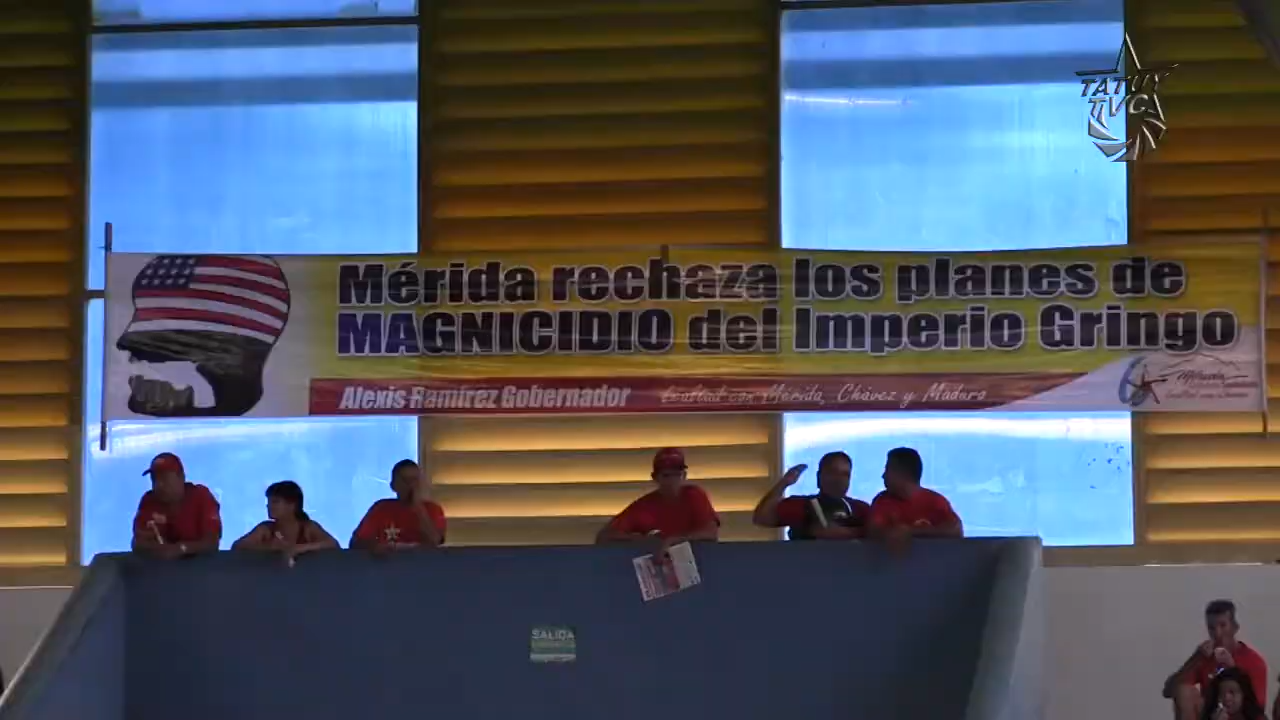 TATUY
TVC
Mérida rechaza los planes de
MAGNICIDIO del Imperio Gringo
Alexis Ramírez Gobernador
Lealtad con Mérida, Chávez y Maduro
Mérida
SALIDA